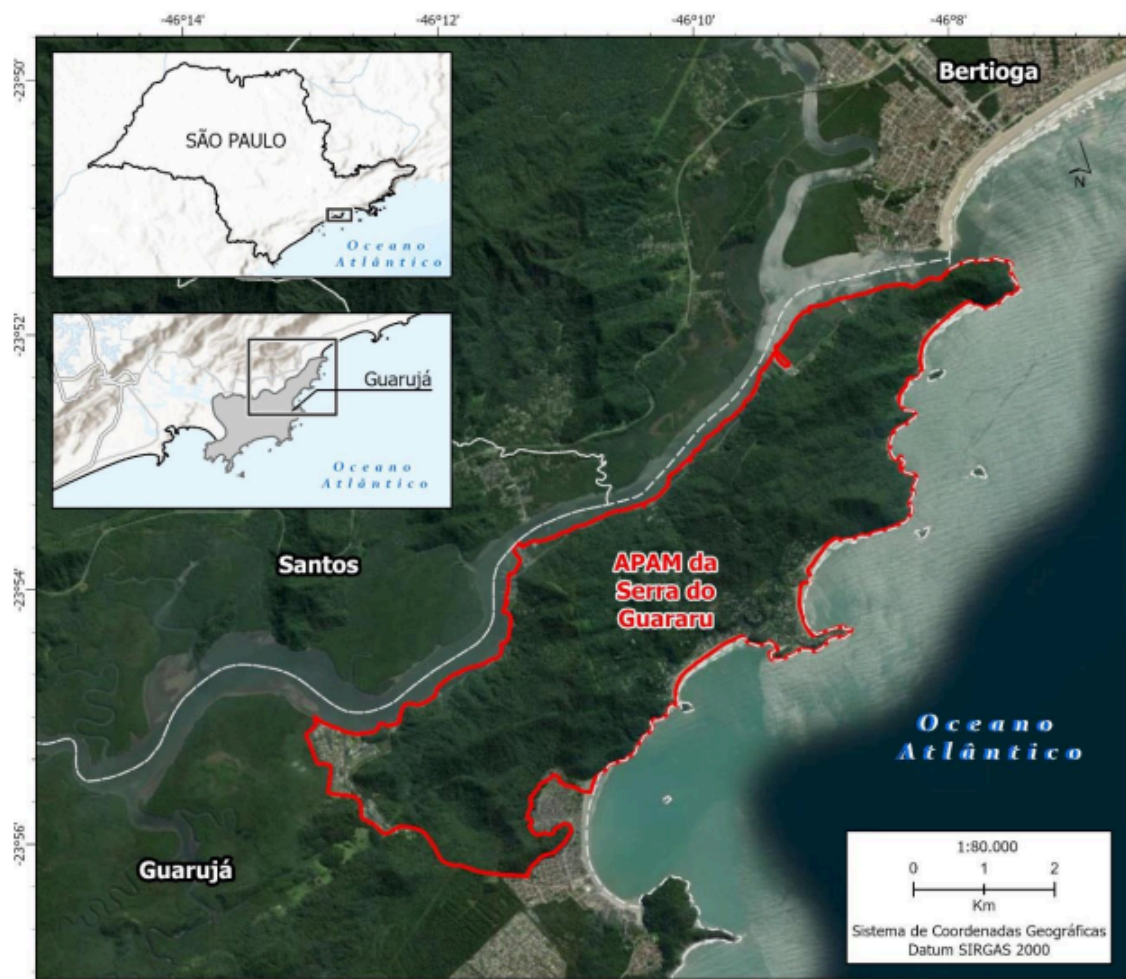 -46°14'
-46°12'
-46°10'
-46°8'
-23°50'
-23°52'
-23°54'
-23°56'
SÃO PAULO
Oceano
Atlântico
Guarujá
Oceano
Atlântico
Bertioga
N
Santos
APAM da
Serra do
Guararu
Oceano
Atlântico
Guarujá
1:80.000
0 1 2
Km
Sistema de Coordenadas Geográficas
Datum SIRGAS 2000